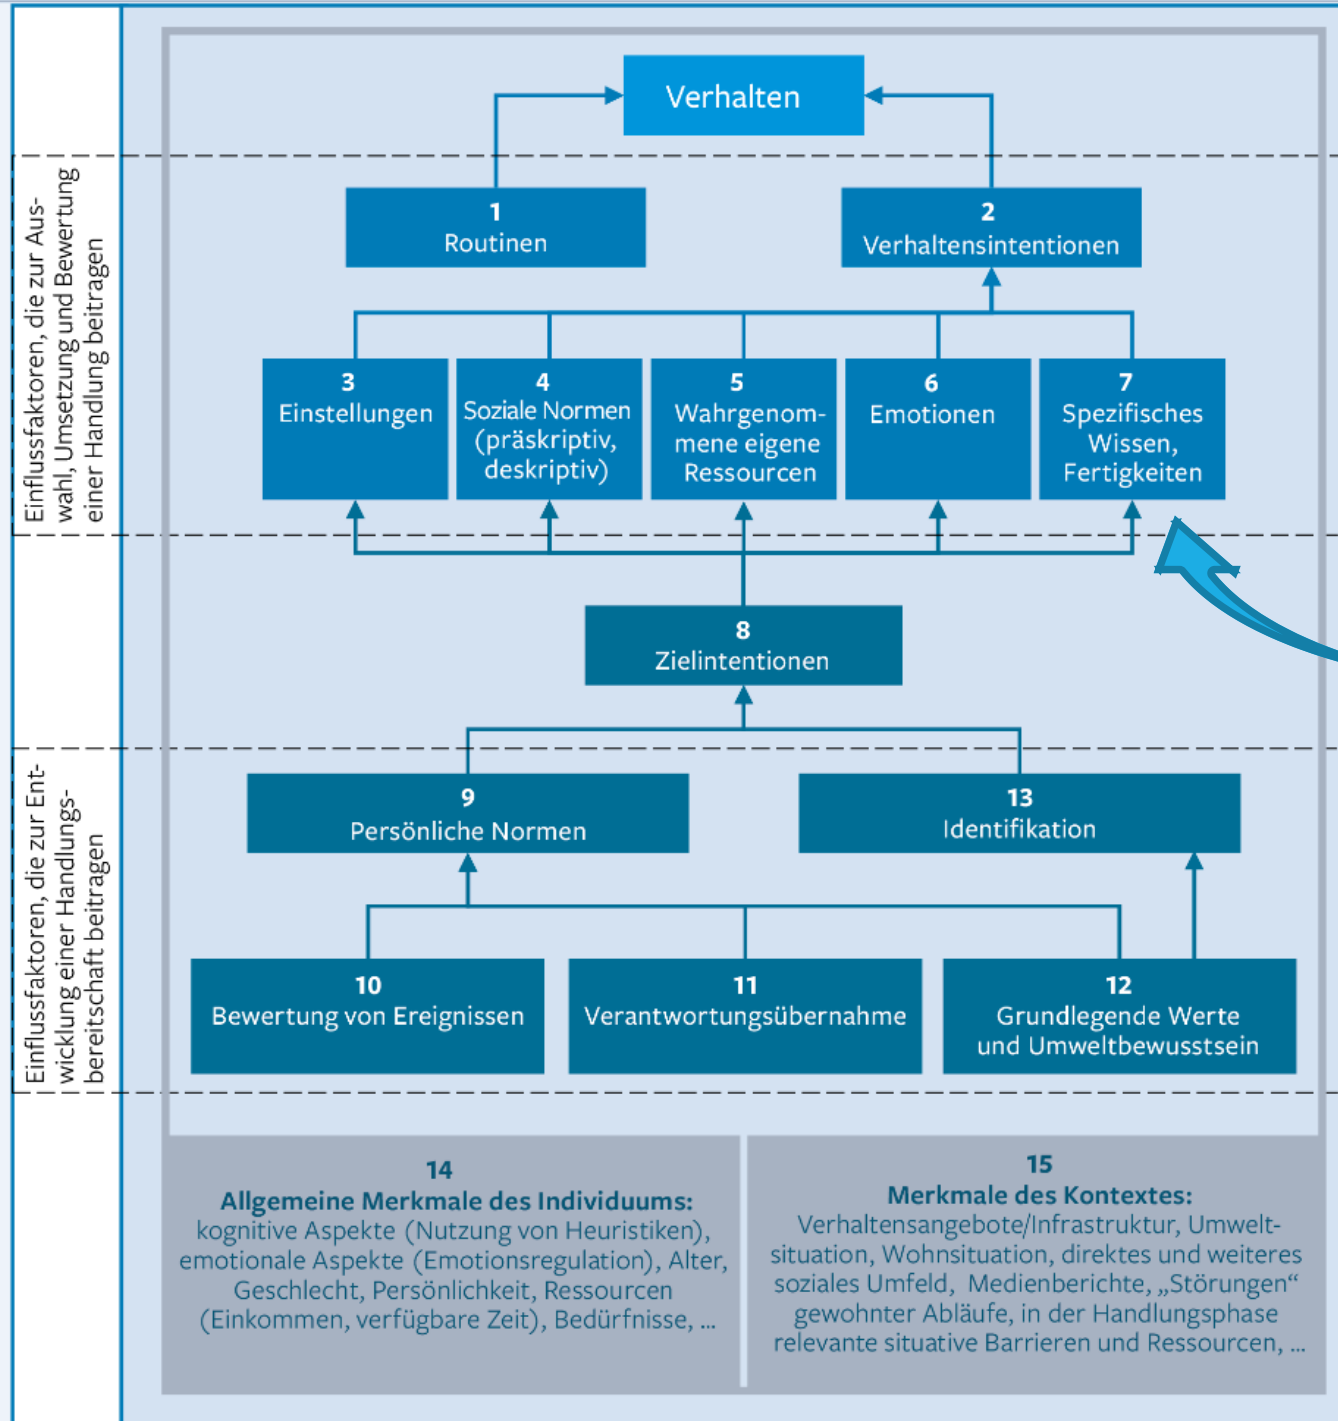 Verhalten
Einflussfaktoren, die zur Aus-
wahl, Umsetzung und Bewertung
einer Handlung beitragen
1
Routinen
2
Verhaltensintentionen
3
Einstellungen
4
Soziale Normen
(präskriptiv,
deskriptiv)
5
Wahrgenom-
mene eigene
Ressourcen
6
Emotionen
7
Spezifisches
Wissen,
Fertigkeiten
8
Zielintentionen
Einflussfaktoren, die zur Ent-
wicklung einer Handlungs-
bereitschaft beitragen
9
Persönliche Normen
13
Identifikation
10
Bewertung von Ereignissen
11
Verantwortungsübernahme
12
Grundlegende Werte
und Umweltbewusstsein
14
Allgemeine Merkmale des Individuums:
kognitive Aspekte (Nutzung von Heuristiken),
emotionale Aspekte (Emotionsregulation), Alter,
Geschlecht, Persönlichkeit, Ressourcen
(Einkommen, verfügbare Zeit), Bedürfnisse, ...
15
Merkmale des Kontextes:
Verhaltensangebote/Infrastruktur, Umwelt-
situation, Wohnsituation, direktes und weiteres
soziales Umfeld, Medienberichte, „Störungen“
gewohnter Abläufe, in der Handlungsphase
relevante situative Barrieren und Ressourcen, ...